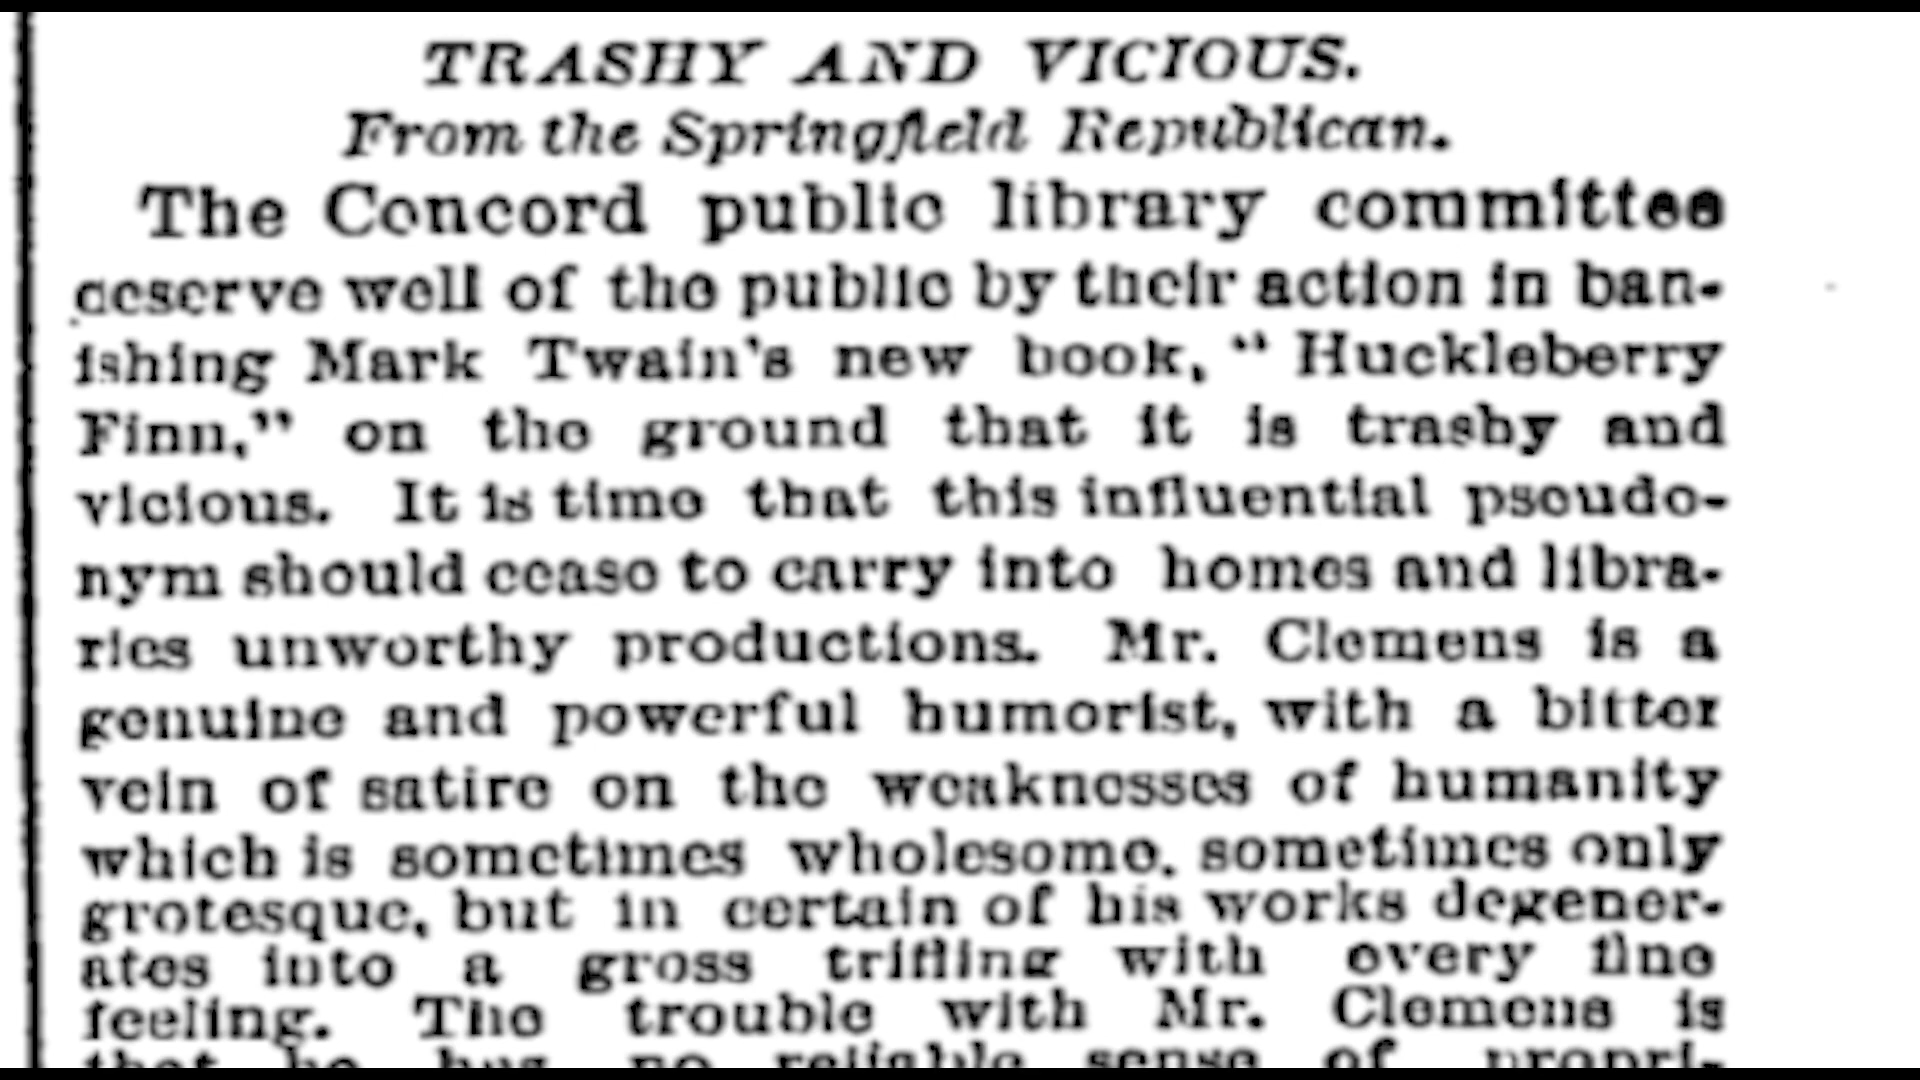 TRASHY AND VICIOUS.
From the Springfield Republican.
The Concord public library committee
deserve well of the public by their action in ban-
ishing Mark Twain's new book, "Huckleberry
Finn," on the ground that it is trashy and
vicious. It is time that this influential pseudo-
nym should cease to carry into homes and libra-
ries unworthy productions. Mr. Clemens is a
genuine and powerful humorist, with a bitter
vein of satire on the weaknesses of humanity
which is sometimes wholesome, sometimes only
grotesque, but in certain of his works degener-
ates into a gross trifling with every fine
feeling. The trouble with Mr. Clemens is
that he has no reliable sense of propri-